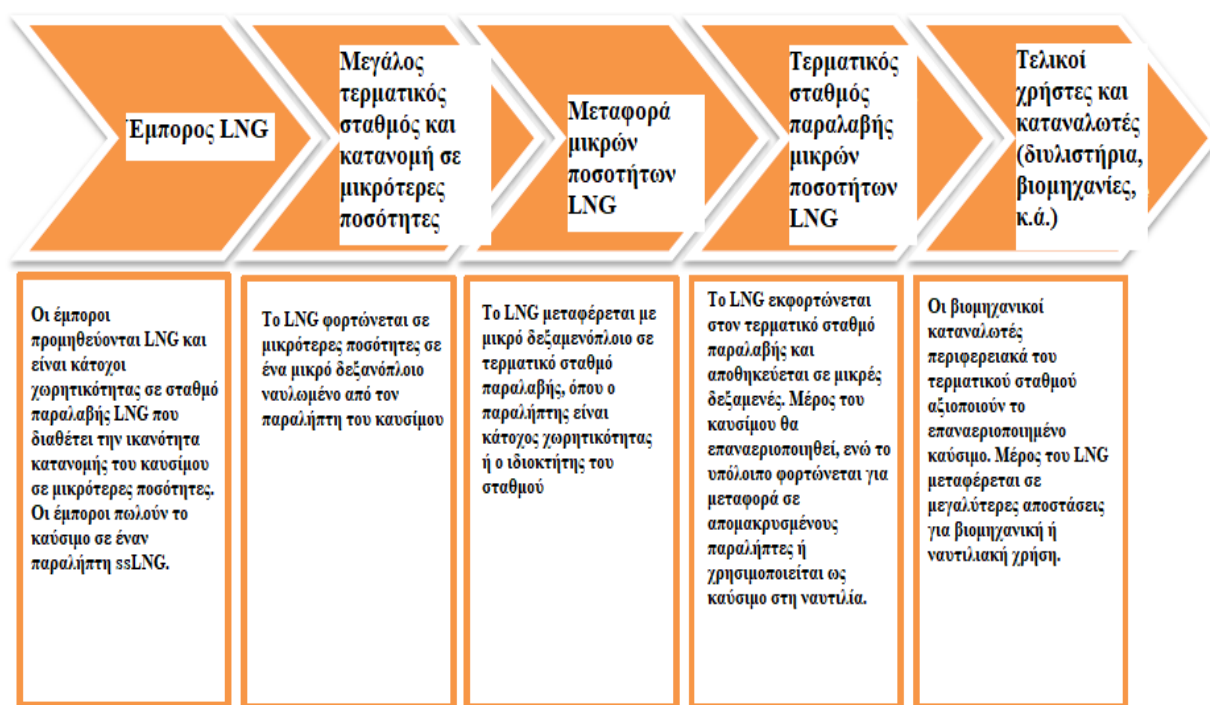 Έμπορος LNG
Μεγάλος
τερματικός
σταθμός και
κατανομή σε
μικρότερες
ποσότητες
Μεταφορά
μικρών
ποσοτήτων
LNG
Τερματικός
σταθμός
παραλαβής
μικρών
ποσοτήτων
LNG
Τελικοί
χρήστες και
καταναλωτές
(διυλιστήρια,
βιομηχανίες,
κ.ά.)
Οι έμποροι
προμηθεύονται LNG και
είναι κάτοχοι
χωρητικότητας σε σταθμό
παραλαβής LNG που
διαθέτει την ικανότητα
κατανομής του καυσίμου
σε μικρότερες ποσότητες.
Οι έμποροι πωλούν το
καύσιμο σε έναν
παραλήπτη ssLNG.
Το LNG φορτώνεται σε
μικρότερες ποσότητες σε
ένα μικρό δεξανόπλοιο
ναυλωμένο από τον
παραλήπτη του καυσίμου
Το LNG μεταφέρεται με
μικρό δεξαμενόπλοιο σε
τερματικό σταθμό
παραλαβής, όπου ο
παραλήπτης είναι
κάτοχος χωρητικότητας
ή ο ιδιοκτήτης του
σταθμού
Το LNG εκφορτώνεται
στον τερματικό σταθμό
παραλαβής και
αποθηκεύεται σε μικρές
δεξαμενές. Μέρος του
καυσίμου θα
επαναεριοποιηθεί, ενώ το
υπόλοιπο φορτώνεται για
μεταφορά σε
απομακρυσμένους
παραλήπτες ή
χρησιμοποιείται ως
καύσιμο στη ναυτιλία.
Οι βιομηχανικοί
καταναλωτές
περιφερειακά του
τερματικού σταθμού
αξιοποιούν το
επαναεριοποιημένο
καύσιμο. Μέρος του LNG
μεταφέρεται σε
μεγαλύτερες αποστάσεις
για βιομηχανική ή
ναυτιλιακή χρήση.